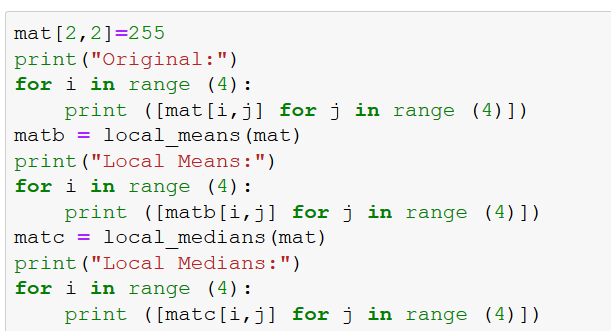 mat[2,2]=255
print("Original:")
for i in range (4):
    print ([mat[i,j] for j in range (4)])
matb = local_means(mat)
print("Local Means:")
for i in range (4):
    print ([matb[i,j] for j in range (4)])
matc = local_medians(mat)
print("Local Medians:")
for i in range (4):
    print ([matc[i,j] for j in range (4)])